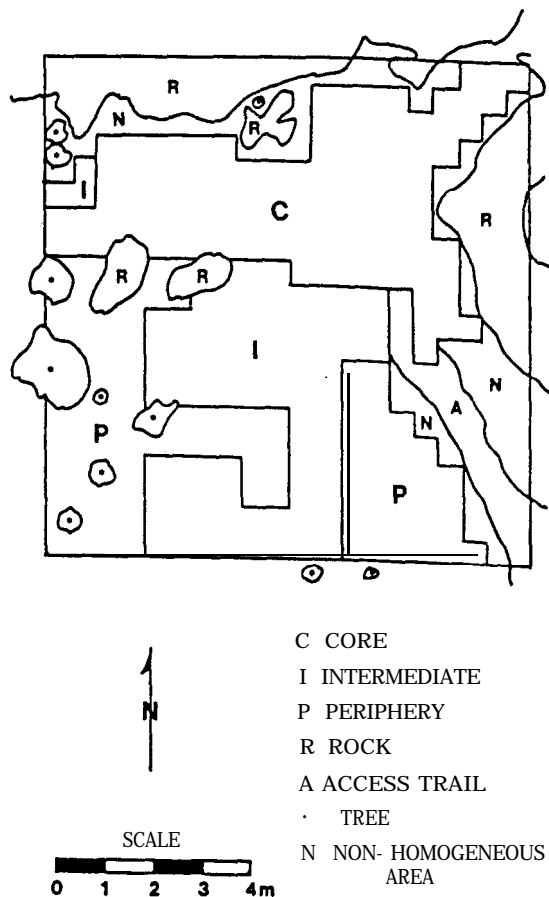 R
N
R
I
C
R
R
R
I
N
A
N
P
P
N
C CORE
I INTERMEDIATE
P PERIPHERY
R ROCK
A ACCESS TRAIL
· TREE
N NON- HOMOGENEOUS
AREA
SCALE
0 1 2 3 4m